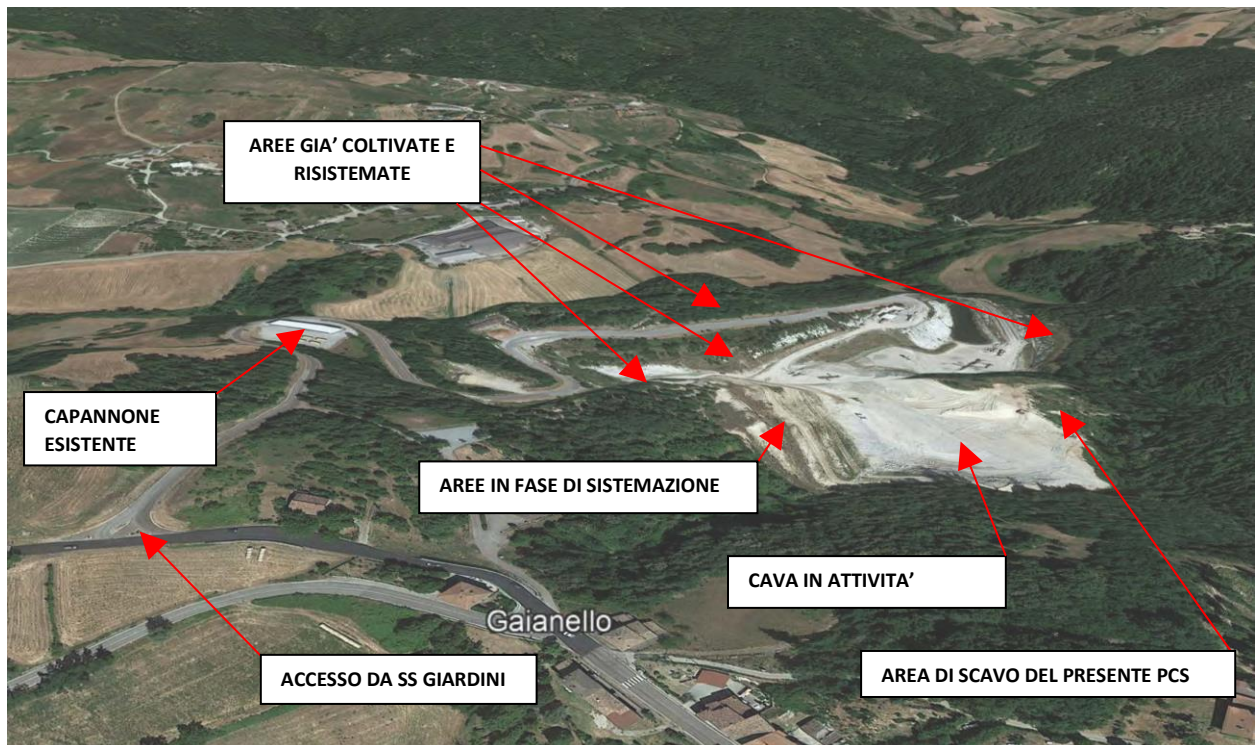 AREE GIA' COLTIVATE E
RISISTEMATE
CAPANNONE
ESISTENTE
AREE IN FASE DI SISTEMAZIONE
CAVA IN ATTIVITA'
Gaianello
ACCESSO DA SS GIARDINI
AREA DI SCAVO DEL PRESENTE PCS